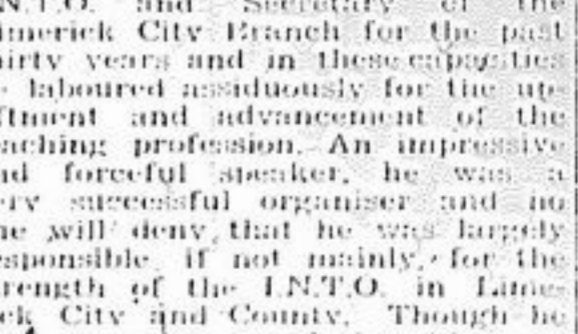 .N.T.O. and Secretary of the
imerick City Branch for the past
hirty years and in these capacities
laboured assiduously for the up-
ftment and advancement of the
aching profession. An impressive
nd forceful speaker, he was a
ery successful organiser and no
ne will deny that he was largely
esponsible, if not mainly, for the
rength of the I.N.T.O. in Lime-
ck City and County. Though he